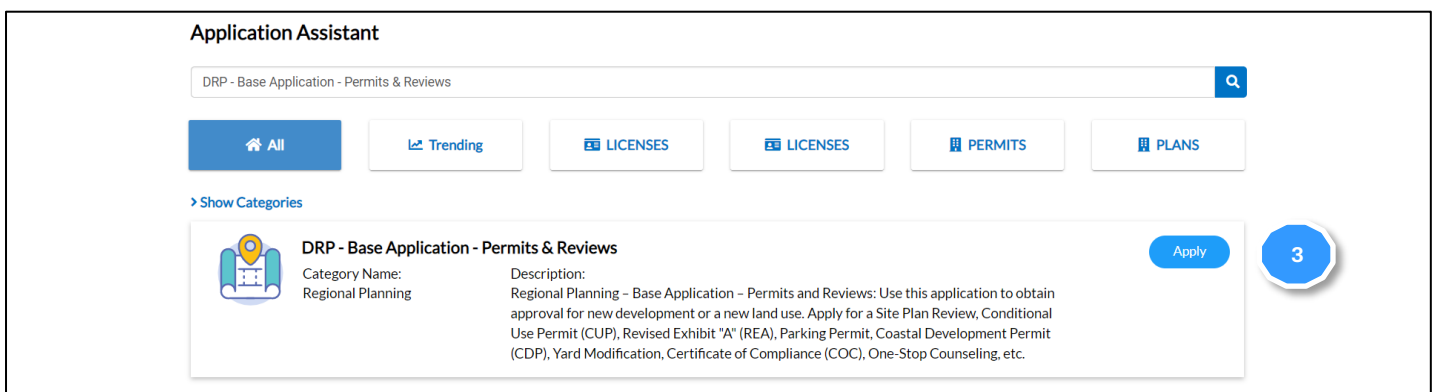 Application Assistant
DRP - Base Application - Permits & Reviews
All
Trending
LICENSES
LICENSES
PERMITS
PLANS
Show Categories
DRP - Base Application - Permits & Reviews
Apply
3
Category Name:
Regional Planning
Description:
Regional Planning – Base Application – Permits and Reviews: Use this application to obtain
approval for new development or a new land use. Apply for a Site Plan Review, Conditional
Use Permit (CUP), Revised Exhibit "A" (REA), Parking Permit, Coastal Development Permit
(CDP), Yard Modification, Certificate of Compliance (COC), One-Stop Counseling, etc.